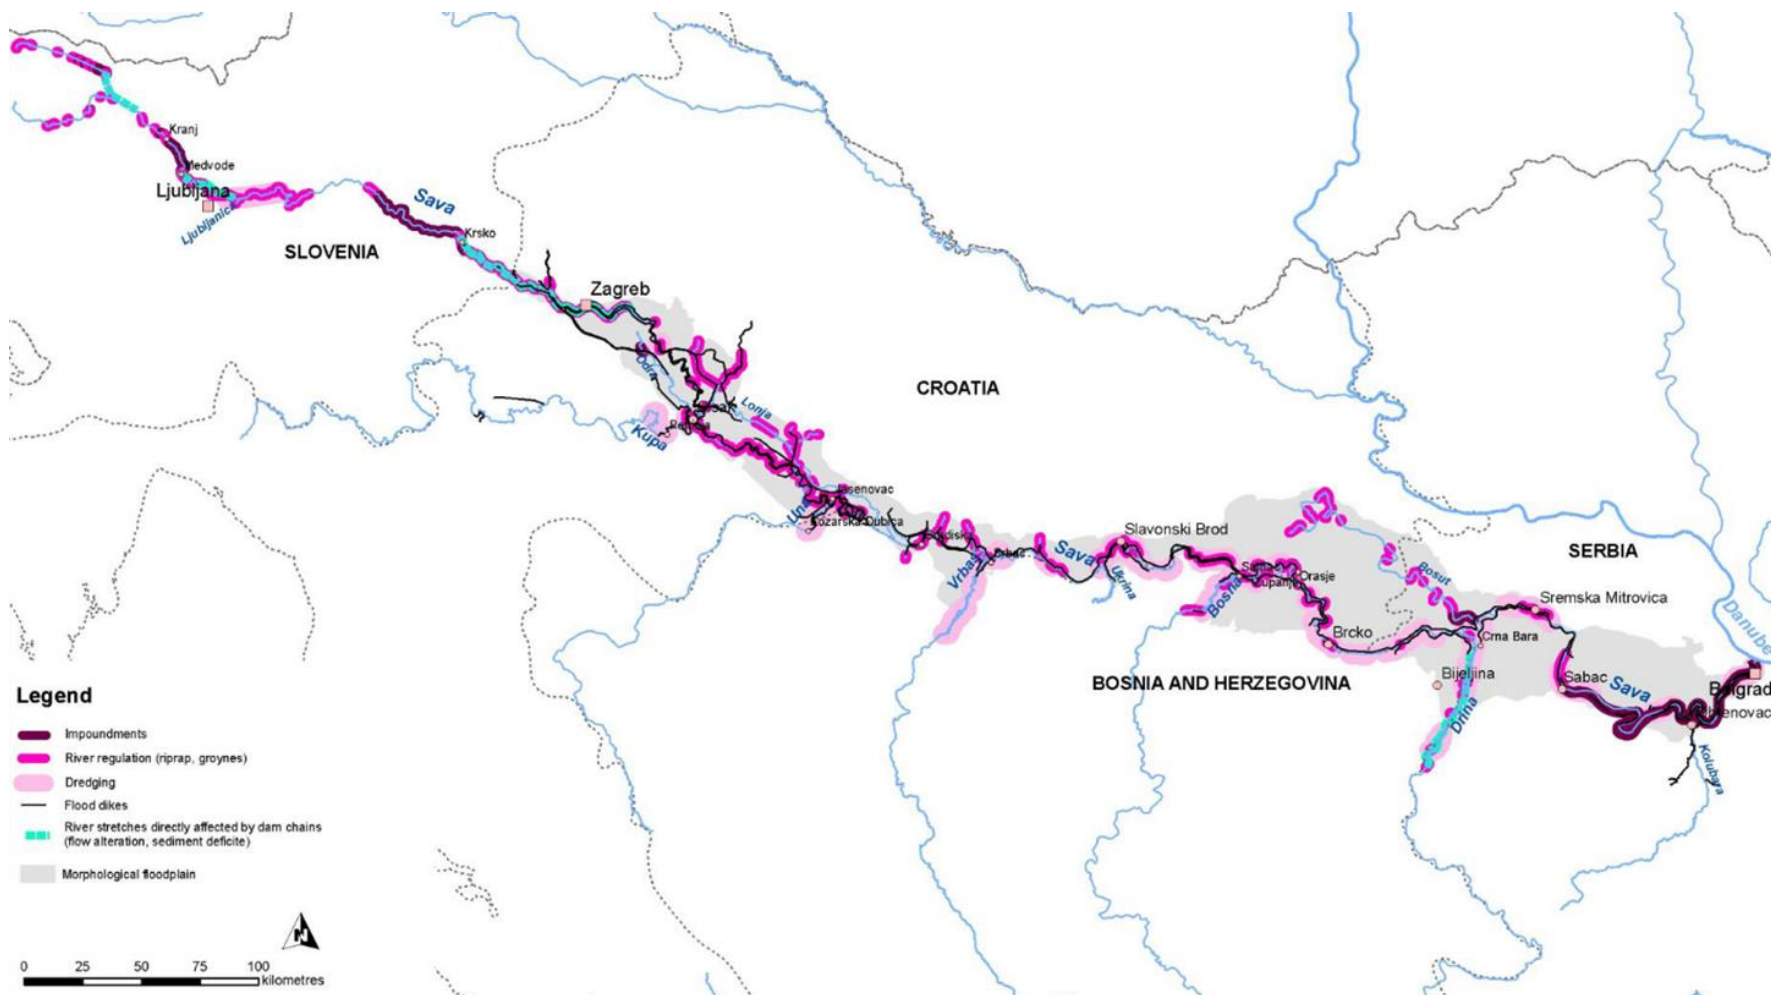 Kranj
Medvode
Ljubljana
Ljubljanica
Sava
Krsko
SLOVENIA
Zagreb
Odra
CROATIA
Lonja
Kupa
Jasenovac
Una
Kozarska Dubica
Slavonski Brod
Sava
Vrbas
Ukrina
SERBIA
Orasje
Zupanja
Bosna
Bosut
Sremska Mitrovica
Danube
Brcko
Crna Bara
BOSNIA AND HERZEGOVINA
Bijeljina
Sabac
Sava
Belgrad
Drina
Kolubara
Legend
Impoundments
River regulation (riprap, groynes)
Dredging
Flood dikes
River stretches directly affected by dam chains
(flow alteration, sediment deficite)
Morphological floodplain
N
0 25 50 75 100
kilometres